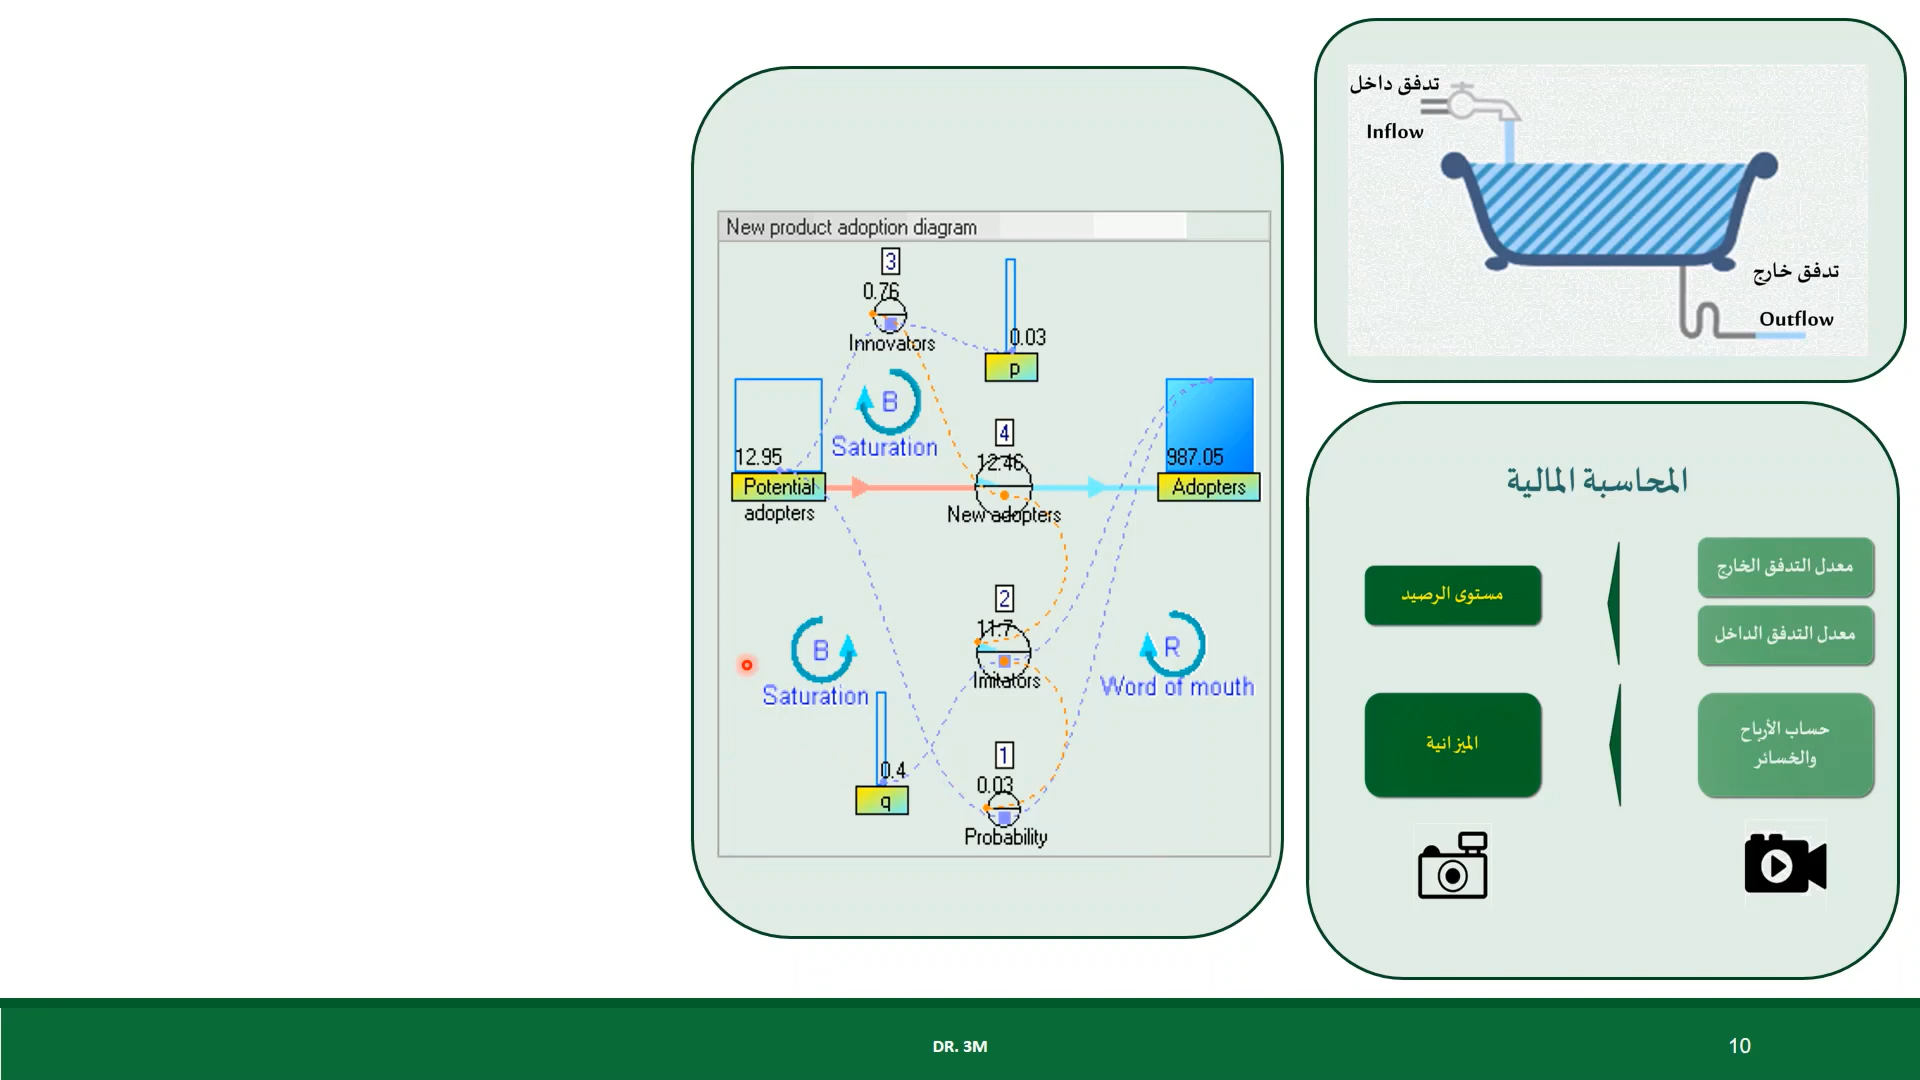 تدفق داخل
Inflow
تدفق خارج
Outflow
New product adoption diagram
3
0.76
Innovators
0.03
p
B
Saturation
12.95
Potential
adopters
4
12.46
New adopters
987.05
Adopters
2
11.7
Imitators
B
Saturation
R
Word of mouth
0.4
q
1
0.03
Probability
المحاسبة المالية
معدل التدفق الخارج
معدل التدفق الداخل
مستوى الرصيد
حساب الأرباح
والخسائر
الميزانية
DR. 3M
10